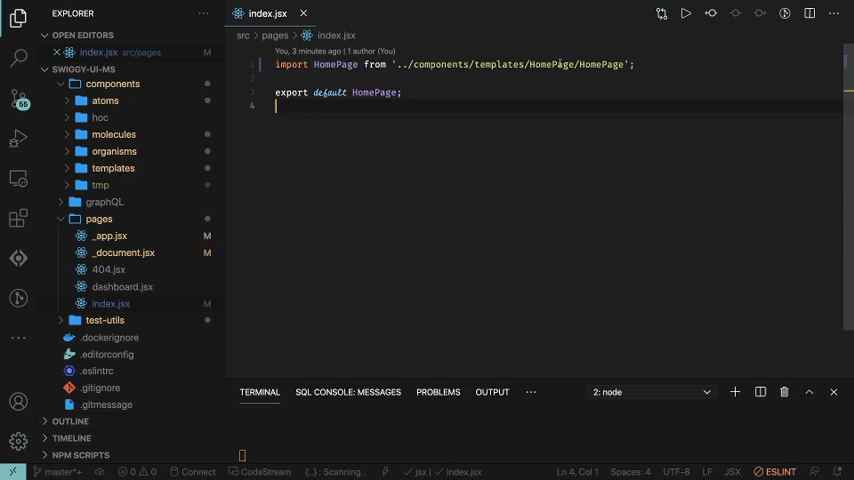 EXPLORER
OPEN EDITORS
index.jsx src/pages M
SWIGGY-UI-MS
components
atoms
hoc
molecules
organisms
templates
tmp
graphQL
pages
_app.jsx M
_document.jsx M
404.jsx
dashboard.jsx
index.jsx M
test-utils
.dockerignore
.editorconfig
.eslintrc
.gitignore
.gitmessage
OUTLINE
TIMELINE
NPM SCRIPTS
55
index.jsx
src > pages > index.jsx
You, 3 minutes ago | 1 author (You)
1 import HomePage from '../components/templates/HomePage/HomePage';
2
3 export default HomePage;
4
TERMINAL SQL CONSOLE: MESSAGES PROBLEMS OUTPUT ··· 2: node
master*+ 0 0 Connect CodeStream {..} : Scanning... jsx | index.jsx Ln 4, Col 1 Spaces: 4 UTF-8 LF JSX ESLINT